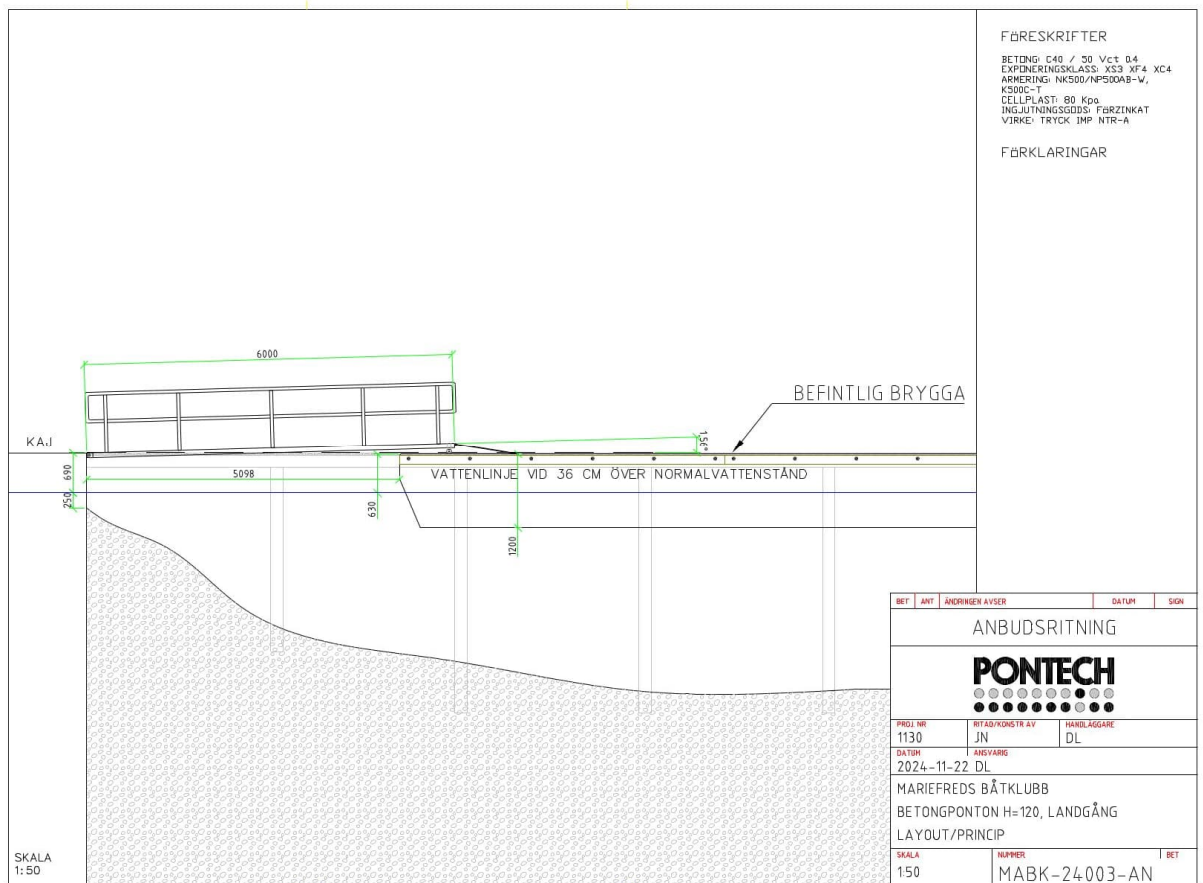 FÖRESKRIFTER
BETONG: C40 / 50 Vct 0.4
EXPONERINGSKLASS: XS3 XF4 XC4
ARMERING: NK500/NPS00AB-W,
K500C-T
CELLPLAST: 80 Kpa
INGJUTNINGSGODS: FÖRZINKAT
VIRKE: TRYCK IMP NTR-A
FÖRKLARINGAR
6000
BEFINTLIG BRYGGA
KAJ
1.56°
690
5098
VATTENLINJE VID 36 CM ÖVER NORMALVATTENSTÅND
250
630
1200
BET ANT ÄNDRINGEN AVSER DATUM SIGN
ANBUDSRITNING
PONTECH
PROJ. NR RITAD/KONSTR AV HANDLÄGGARE
1130 JN DL
DATUM ANSVARIG
2024-11-22 DL
MARIEFREDS BÅTKLUBB
BETONGPONTON H=120, LANDGÅNG
LAYOUT/PRINCIP
SKALA NUMMER BET
1:50 MABK-24003-AN
SKALA
1:50